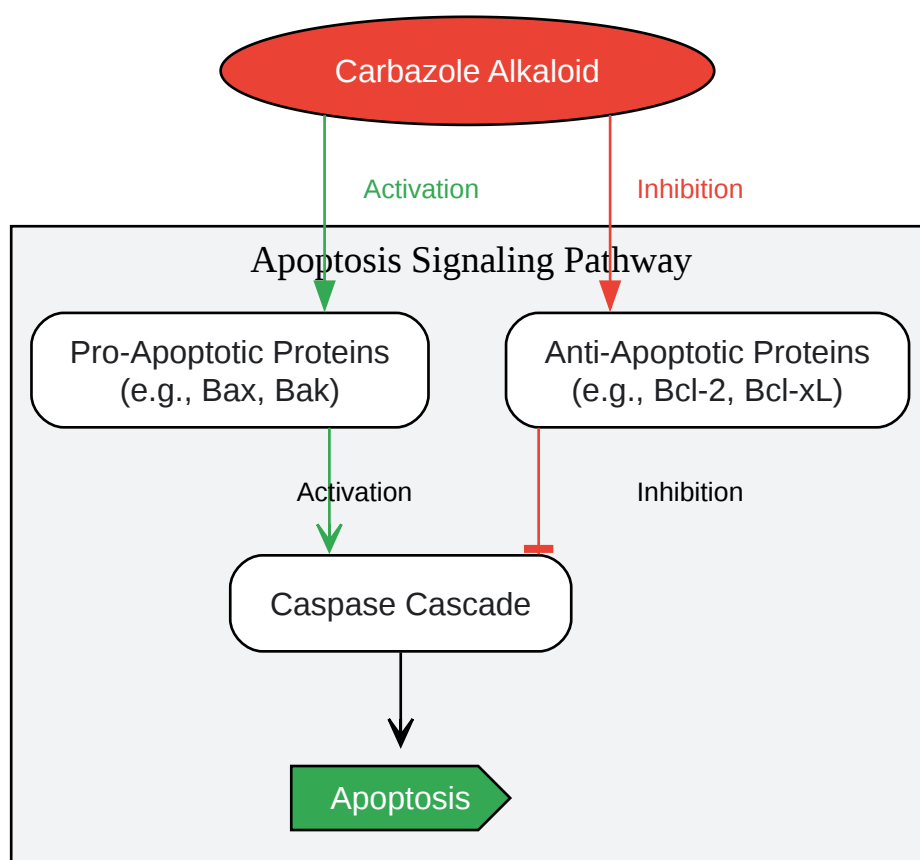 Carbazole Alkaloid
Activation
Inhibition
Apoptosis Signaling Pathway
Pro-Apoptotic Proteins
(e.g., Bax, Bak)
Anti-Apoptotic Proteins
(e.g., Bcl-2, Bcl-xL)
Activation
Inhibition
Caspase Cascade
Apoptosis